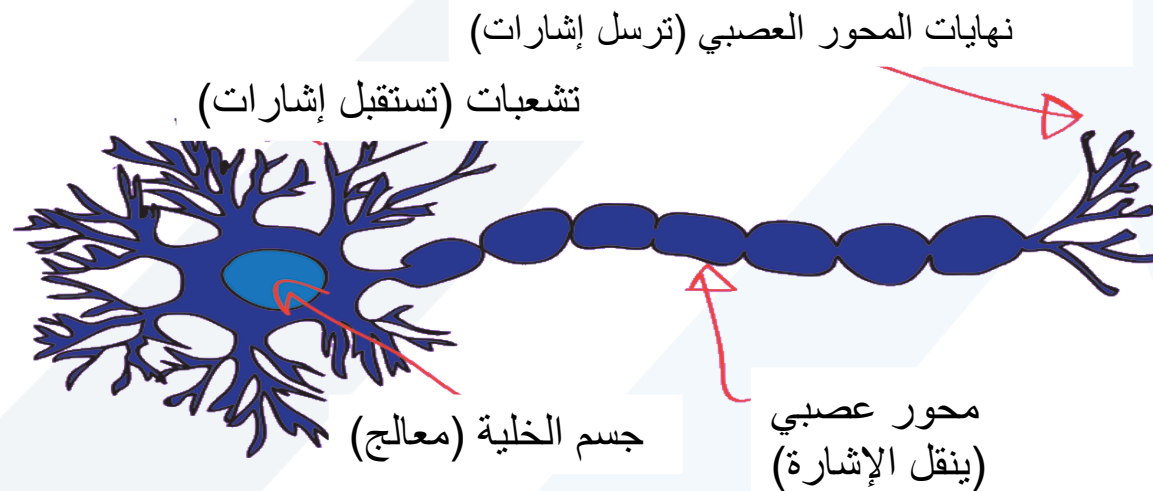 نهايات المحور العصبي (ترسل إشارات)
تشعبات (تستقبل إشارات)
جسم الخلية (معالج)
محور عصبي
(ينقل الإشارة)